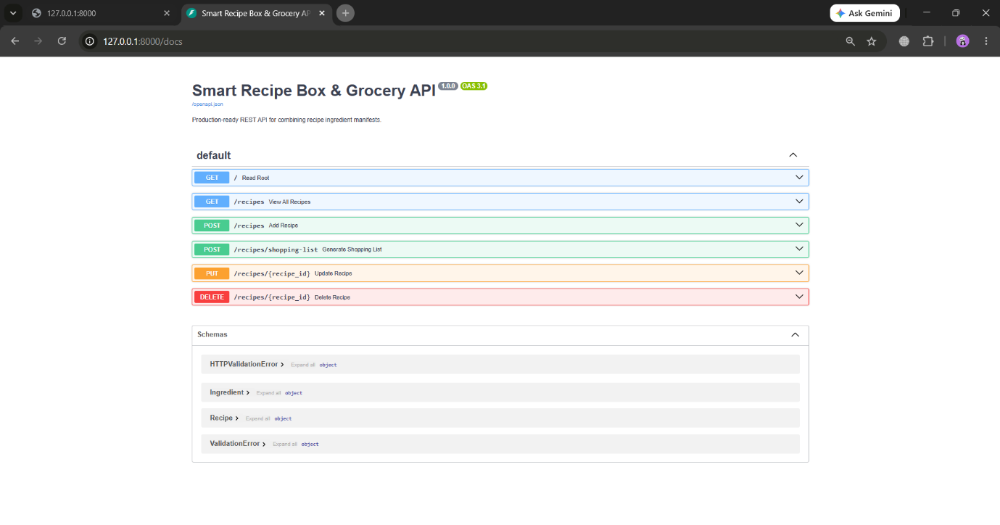 127.0.0.1:8000
Smart Recipe Box & Grocery AP
Ask Gemini
127.0.0.1:8000/docs
Smart Recipe Box & Grocery API 1.0.0 OAS 3.1
/openapi.json
Production-ready REST API for combining recipe ingredient manifests.
default
GET / Read Root
GET /recipes View All Recipes
POST /recipes Add Recipe
POST /recipes/shopping-list Generate Shopping List
PUT /recipes/{recipe_id} Update Recipe
DELETE /recipes/{recipe_id} Delete Recipe
Schemas
HTTPValidationError Expand all object
Ingredient Expand all object
Recipe Expand all object
ValidationError Expand all object